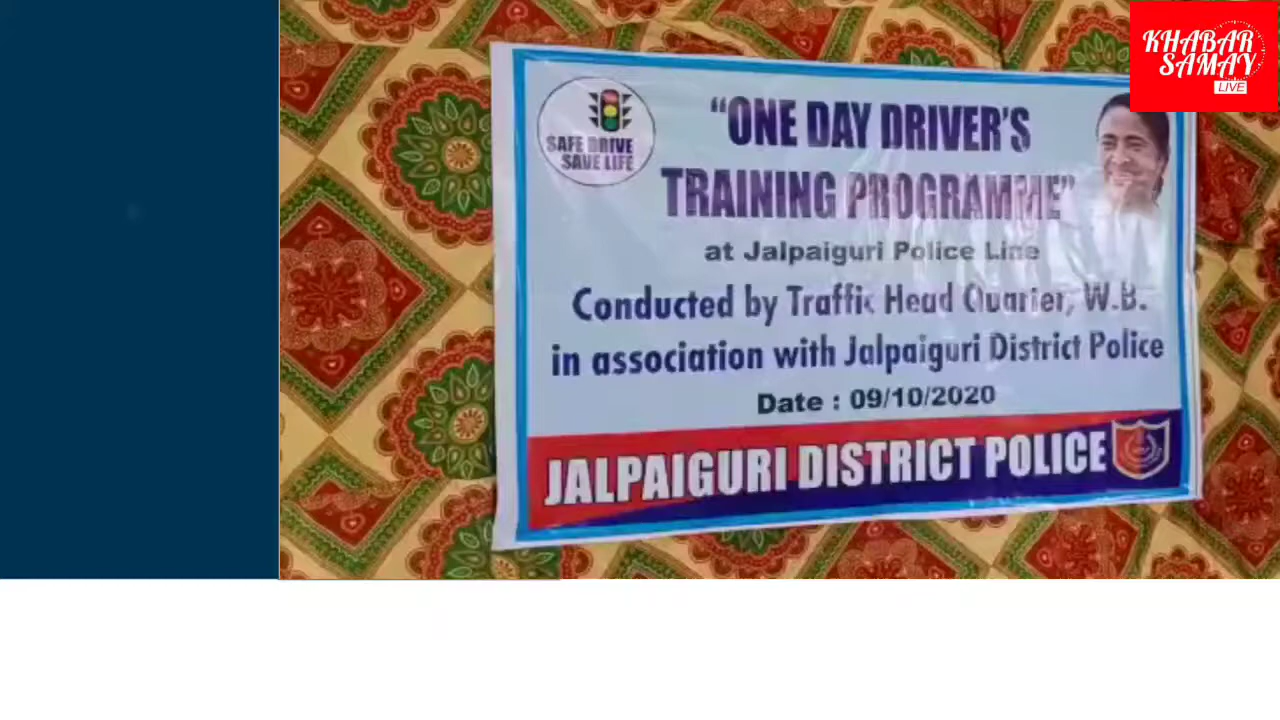 KHABAR
SAMAY
LIVE
SAFE DRIVE
SAVE LIFE
“ONE DAY DRIVER'S
TRAINING PROGRAMME”
at Jalpaiguri Police Line
Conducted by Traffic Head Quarter, W.B.
in association with Jalpaiguri District Police
Date : 09/10/2020
JALPAIGURI DISTRICT POLICE